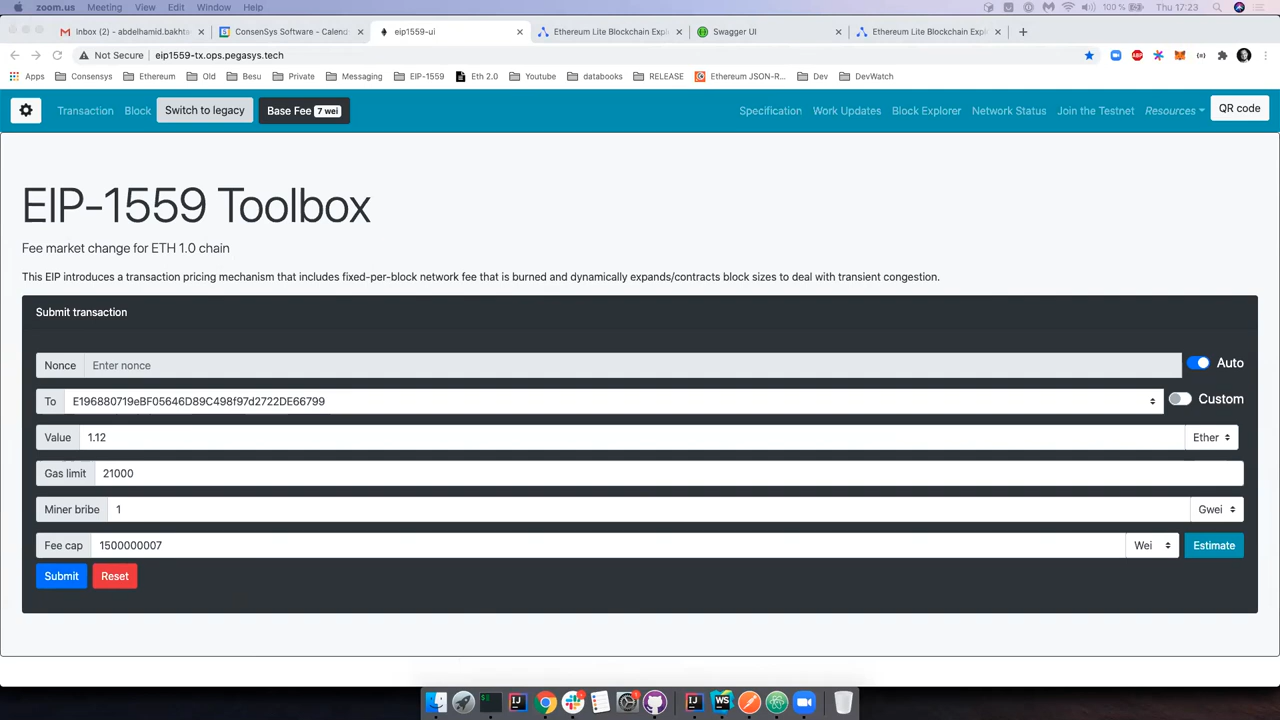 zoom.us Meeting View Edit Window Help 100 % Thu 17:23
Inbox (2) - abdelhamid.bakhta ConsenSys Software - Calend eip1559-ui Ethereum Lite Blockchain Expl Swagger UI Ethereum Lite Blockchain Expl
Not Secure eip1559-tx.ops.pegasys.tech
Apps Consensys Ethereum Old Besu Private Messaging EIP-1559 Eth 2.0 Youtube databooks RELEASE Ethereum JSON-R... Dev DevWatch
Transaction Block Switch to legacy Base Fee 7 wei Specification Work Updates Block Explorer Network Status Join the Testnet Resources QR code
EIP-1559 Toolbox
Fee market change for ETH 1.0 chain
This EIP introduces a transaction pricing mechanism that includes fixed-per-block network fee that is burned and dynamically expands/contracts block sizes to deal with transient congestion.
Submit transaction
Nonce Enter nonce Auto
To E196880719eBF05646D89C498f97d2722DE66799 Custom
Value 1.12 Ether
Gas limit 21000
Miner bribe 1 Gwei
Fee cap 1500000007 Wei Estimate
Submit Reset